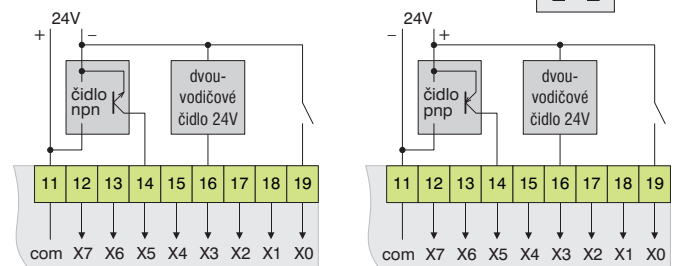 24V
+ −
čidlo
npn
dvou-
vodičové
čidlo 24V
11 12 13 14 15 16 17 18 19
com X7 X6 X5 X4 X3 X2 X1 X0
24V
− +
čidlo
pnp
dvou-
vodičové
čidlo 24V
11 12 13 14 15 16 17 18 19
com X7 X6 X5 X4 X3 X2 X1 X0